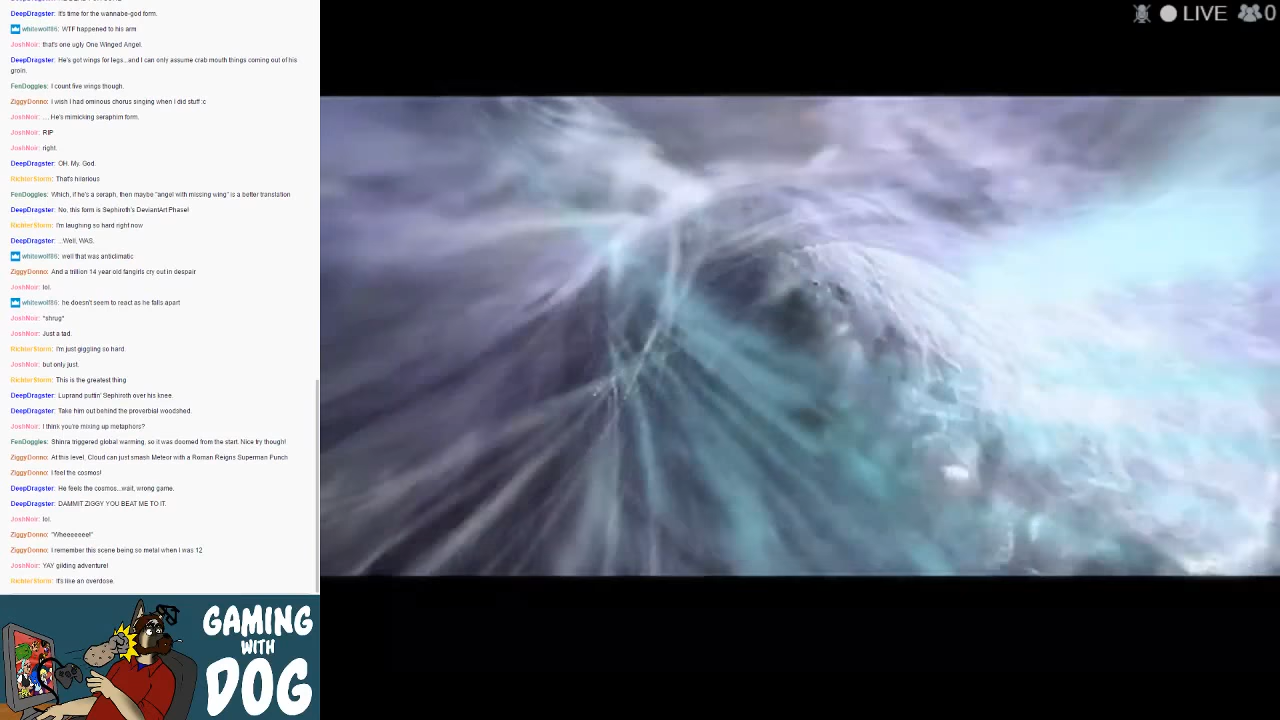 DeepDragster: It's time for the wannabe-god form.
whitewolf86: WTF happened to his arm
JoshNoir: that's one ugly One Winged Angel.
DeepDragster: He's got wings for legs...and I can only assume crab mouth things coming out of his
groin.
FenDoggles: I count five wings though.
ZiggyDonno: I wish I had ominous chorus singing when I did stuff :c
JoshNoir: .... He's mimicking seraphim form.
JoshNoir: RIP
JoshNoir: right.
DeepDragster: OH. My. God.
RichterStorm: That's hilarious
FenDoggles: Which, if he's a seraph, then maybe "angel with missing wing" is a better translation
DeepDragster: No, this form is Sephiroth's DeviantArt Phase!
RichterStorm: I'm laughing so hard right now
DeepDragster: ...Well, WAS.
whitewolf86: well that was anticlimatic
ZiggyDonno: And a trillion 14 year old fangirls cry out in despair
JoshNoir: lol.
whitewolf86: he doesn't seem to react as he falls apart
JoshNoir: *shrug*
JoshNoir: Just a tad.
RichterStorm: I'm just giggling so hard.
JoshNoir: but only just.
RichterStorm: This is the greatest thing
DeepDragster: Luprand puttin' Sephiroth over his knee.
DeepDragster: Take him out behind the proverbial woodshed.
JoshNoir: I think you're mixing up metaphors?
FenDoggles: Shinra triggered global warming, so it was doomed from the start. Nice try though!
ZiggyDonno: At this level, Cloud can just smash Meteor with a Roman Reigns Superman Punch
ZiggyDonno: I feel the cosmos!
DeepDragster: He feels the cosmos...wait, wrong game.
DeepDragster: DAMMIT ZIGGY YOU BEAT ME TO IT.
JoshNoir: lol.
ZiggyDonno: "Wheeeeeee!"
ZiggyDonno: I remember this scene being so metal when I was 12
JoshNoir: YAY gilding adventure!
RichterStorm: It's like an overdose.
GAMING
WITH
DOG
LIVE 0